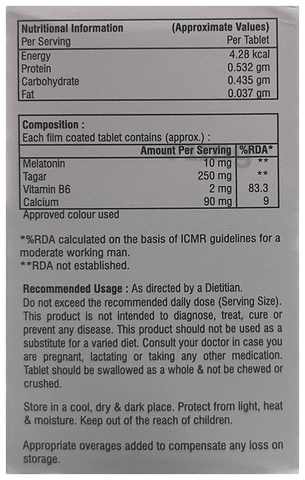 Nutritional Information (Approximate Values)
Per Serving Per Tablet
Energy 4.28 kcal
Protein 0.532 gm
Carbohydrate 0.435 gm
Fat 0.037 gm
Composition :
Each film coated tablet contains (approx.) :
Amount Per Serving %RDA*
Melatonin 10 mg **
Tagar 250 mg **
Vitamin B6 2 mg 83.3
Calcium 90 mg 9
Approved colour used
*%RDA calculated on the basis of ICMR guidelines for a
moderate working man.
**RDA not established.
Recommended Usage : As directed by a Dietitian.
Do not exceed the recommended daily dose (Serving Size).
This product is not intended to diagnose, treat, cure or
prevent any disease. This product should not be used as a
substitute for a varied diet. Consult your doctor in case you
are pregnant, lactating or taking any other medication.
Tablet should be swallowed as a whole & not be chewed or
crushed.
Store in a cool, dry & dark place. Protect from light, heat
& moisture. Keep out of the reach of children.
Appropriate overages added to compensate any loss on
storage.